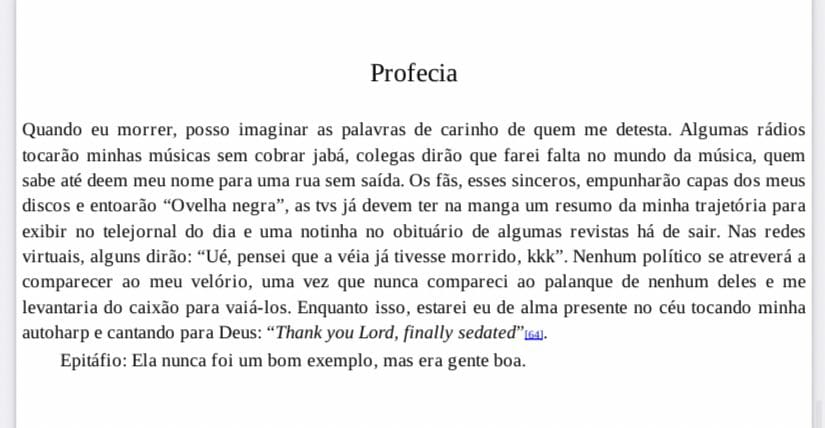 Profecia
Quando eu morrer, posso imaginar as palavras de carinho de quem me detesta. Algumas rádios
tocarão minhas músicas sem cobrar jabá, colegas dirão que farei falta no mundo da música, quem
sabe até deem meu nome para uma rua sem saída. Os fãs, esses sinceros, empunharão capas dos meus
discos e entoarão “Ovelha negra”, as tvs já devem ter na manga um resumo da minha trajetória para
exibir no telejornal do dia e uma notinha no obituário de algumas revistas há de sair. Nas redes
virtuais, alguns dirão: “Ué, pensei que a véia já tivesse morrido, kkk”. Nenhum político se atreverá a
comparecer ao meu velório, uma vez que nunca compareci ao palanque de nenhum deles e me
levantaria do caixão para vaiá-los. Enquanto isso, estarei eu de alma presente no céu tocando minha
autoharp e cantando para Deus: “Thank you Lord, finally sedated”[64].
Epitáfio: Ela nunca foi um bom exemplo, mas era gente boa.